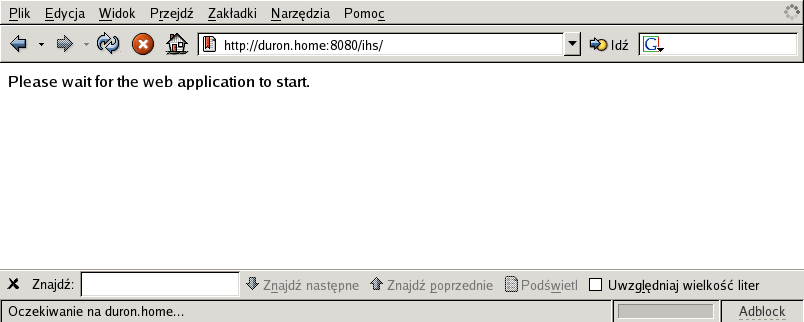 Plik Edycja Widok Przejdź Zakładki Narzędzia Pomoc
http://duron.home:8080/ihs/ Idź G
Please wait for the web application to start.
Znajdź: Znajdź następne Znajdź poprzednie Podświetl Uwzględniaj wielkość liter
Oczekiwanie na duron.home... Adblock